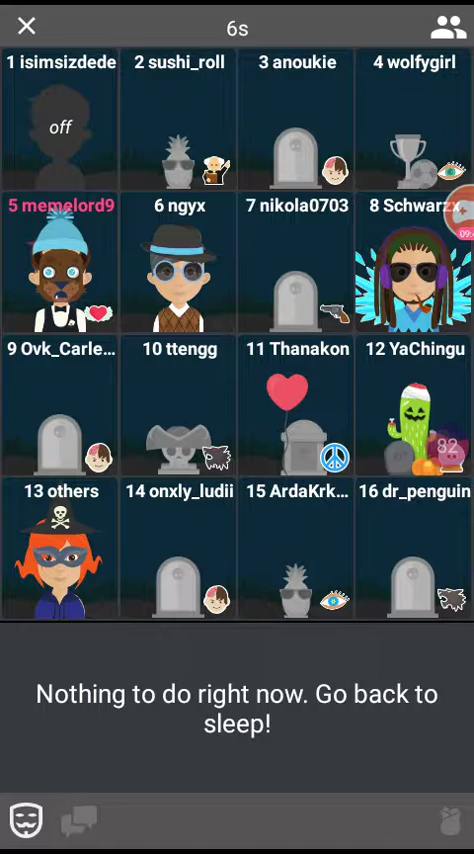 6s
1 isimsizdede
2 sushi_roll
3 anoukie
4 wolfygirl
off
5 memelord9
6 ngyx
7 nikola0703
8 Schwarzx.
09:
9 Ovk_Carle...
10 ttengg
11 Thanakon
12 YaChingu
82
13 others
14 onxly_ludii
15 ArdaKrk...
16 dr_penguin
Nothing to do right now. Go back to
sleep!